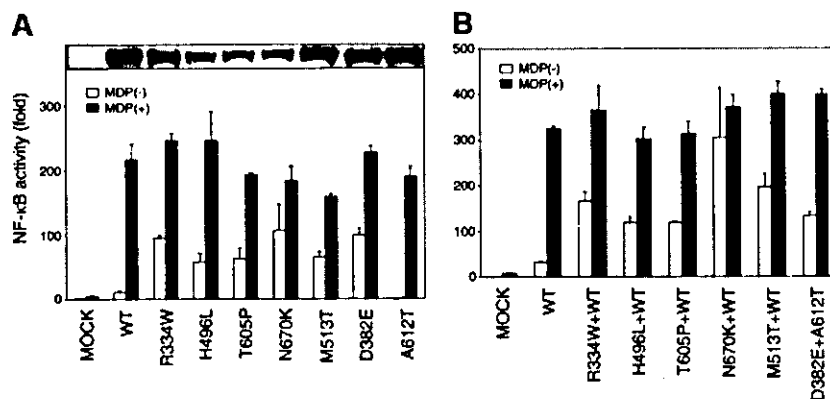 A
MDP(-)
MDP(+)
NF-κB activity (fold)
300
200
100
0
MOCK
WT
R334W
H496L
T605P
N670K
M513T
D382E
A612T
B
500
MDP(-)
MDP(+)
400
300
200
100
0
MOCK
WT
R334W+WT
H496L+WT
T605P+WT
N670K+WT
M513T+WT
D382E+A612T